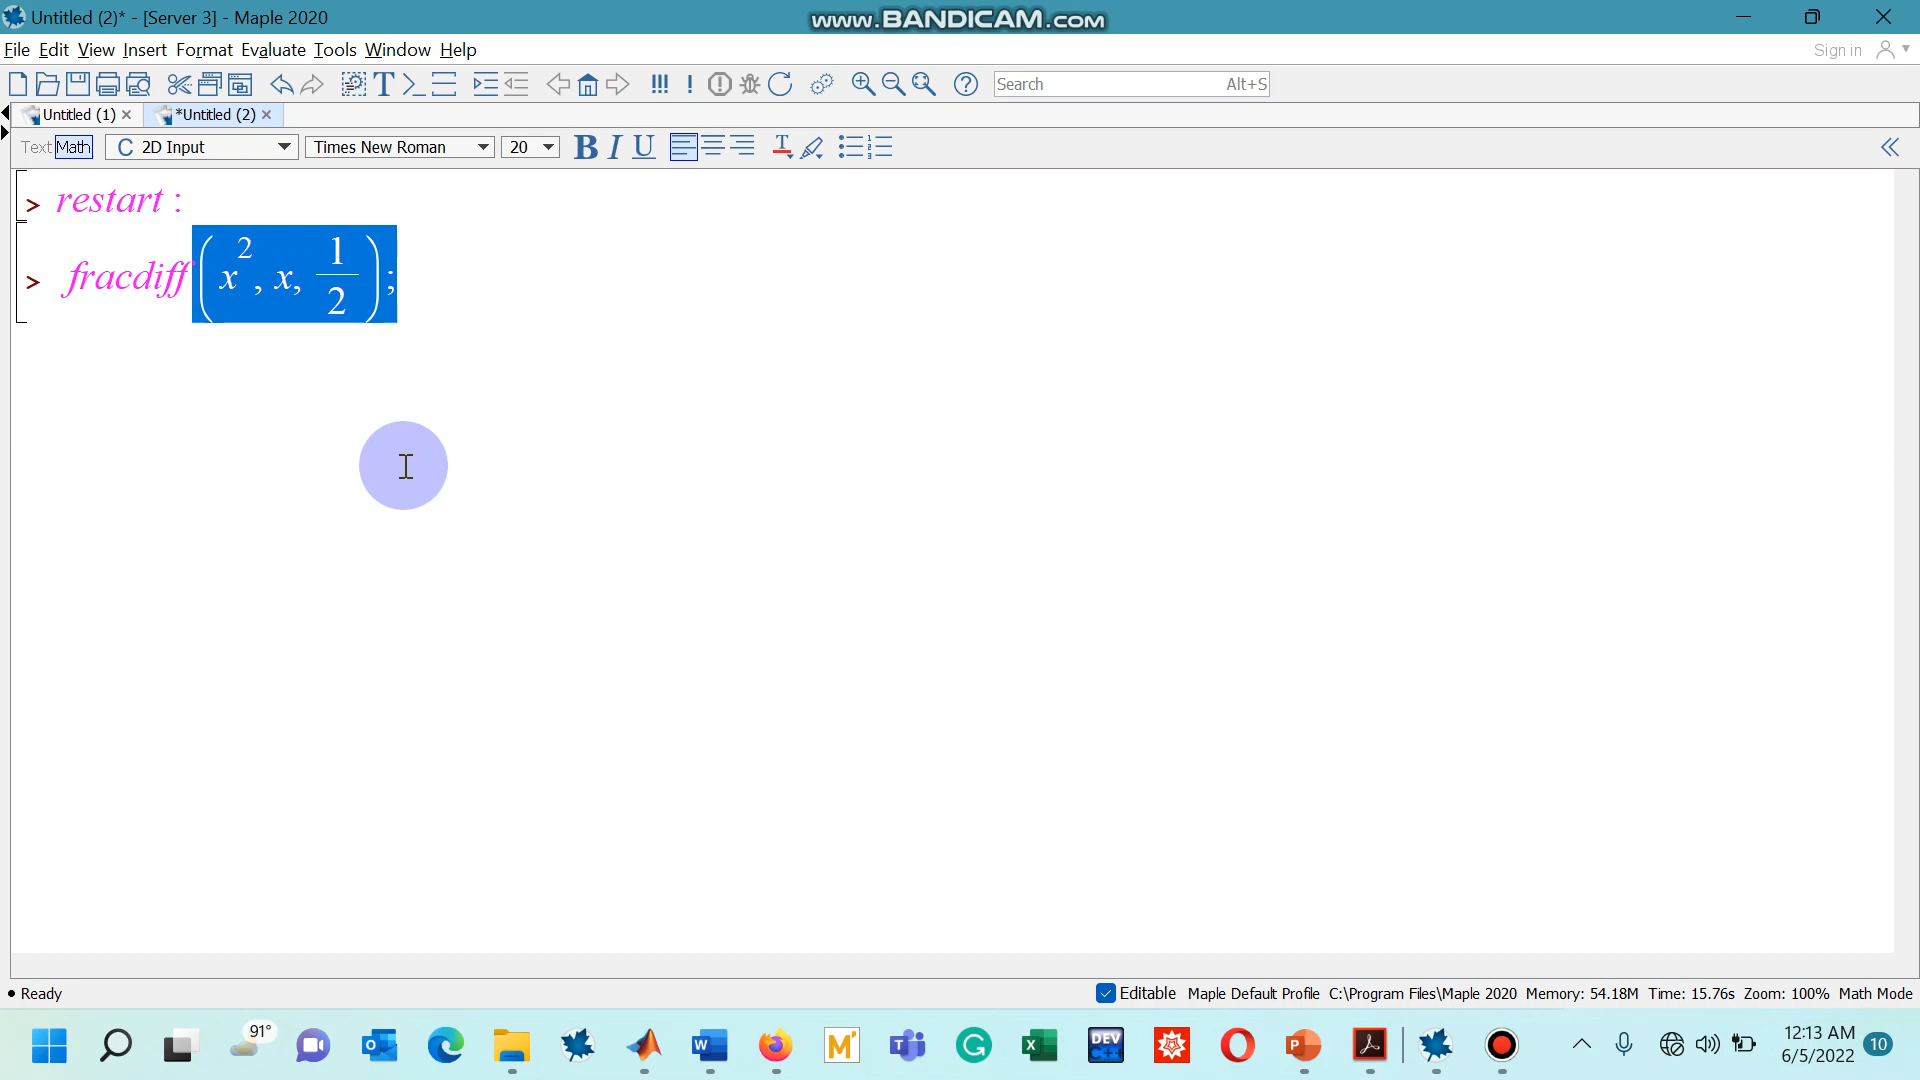 Untitled (2)* - [Server 3] - Maple 2020
www.BANDICAM.com
File Edit View Insert Format Evaluate Tools Window Help
Sign in
Search Alt+S
Untitled (1) *Untitled (2)
Text Math C 2D Input Times New Roman 20 B I U
> restart :
> fracdiff(x^2, x, 1/2);
Ready
Editable Maple Default Profile C:\Program Files\Maple 2020 Memory: 54.18M Time: 15.76s Zoom: 100% Math Mode
91°
DEV C++
12:13 AM
6/5/2022
10